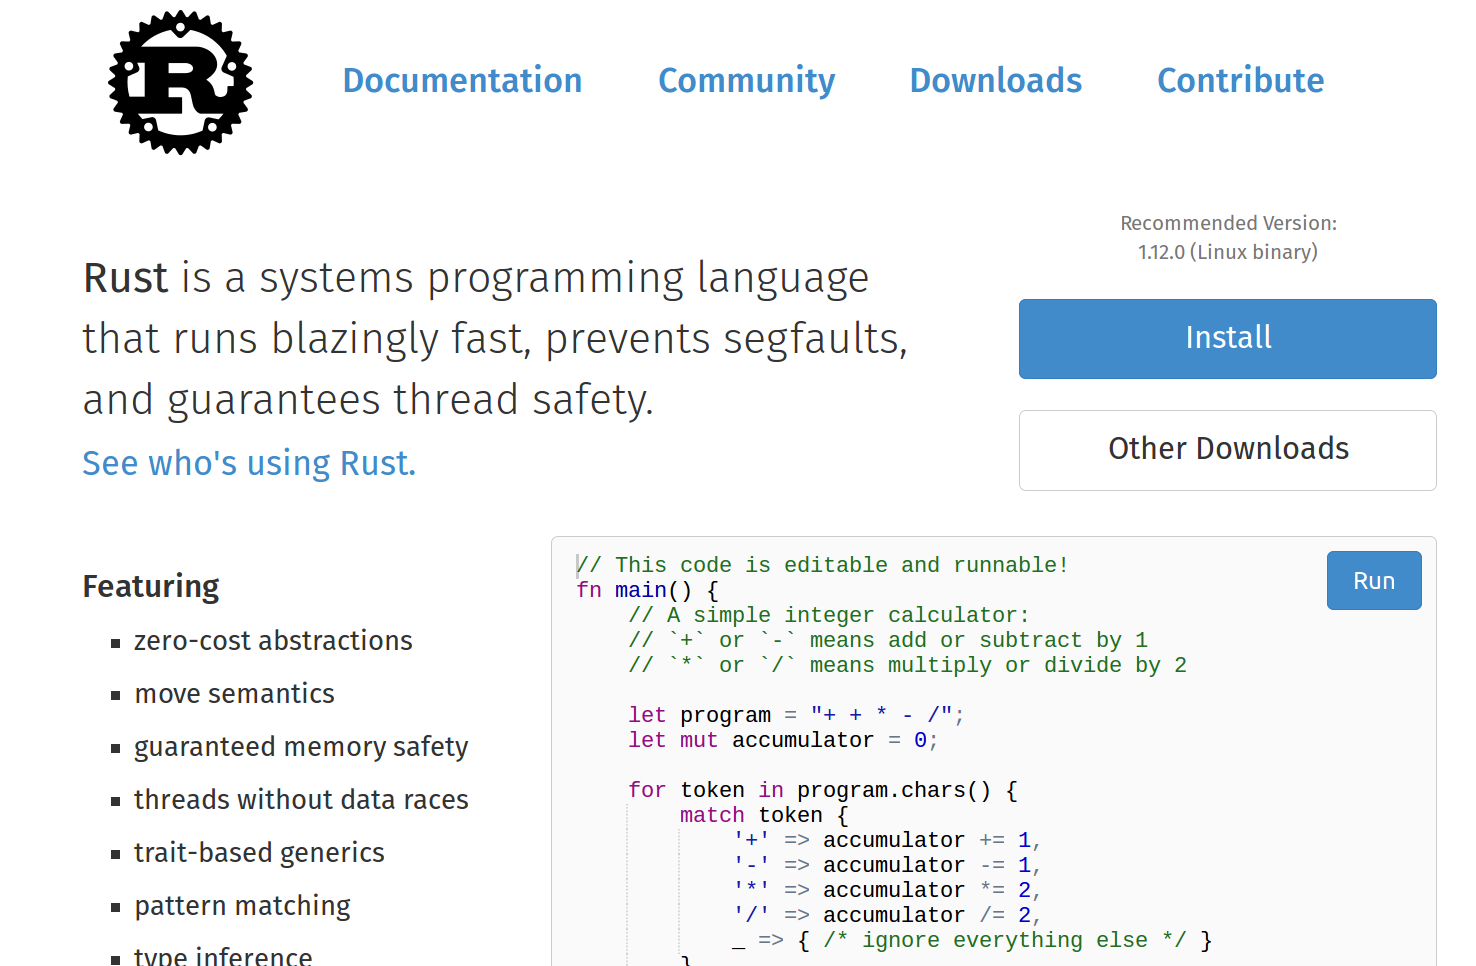 R
Documentation Community Downloads Contribute
Recommended Version:
1.12.0 (Linux binary)
Rust is a systems programming language
that runs blazingly fast, prevents segfaults,
and guarantees thread safety.
See who's using Rust.
Install
Other Downloads
Featuring
zero-cost abstractions
move semantics
guaranteed memory safety
threads without data races
trait-based generics
pattern matching
type inference
// This code is editable and runnable!
fn main() {
    // A simple integer calculator:
    // `+` or `-` means add or subtract by 1
    // `*` or `/` means multiply or divide by 2

    let program = "+ + * - /";
    let mut accumulator = 0;

    for token in program.chars() {
        match token {
            '+' => accumulator += 1,
            '-' => accumulator -= 1,
            '*' => accumulator *= 2,
            '/' => accumulator /= 2,
            _ => { /* ignore everything else */ }
        }
Run